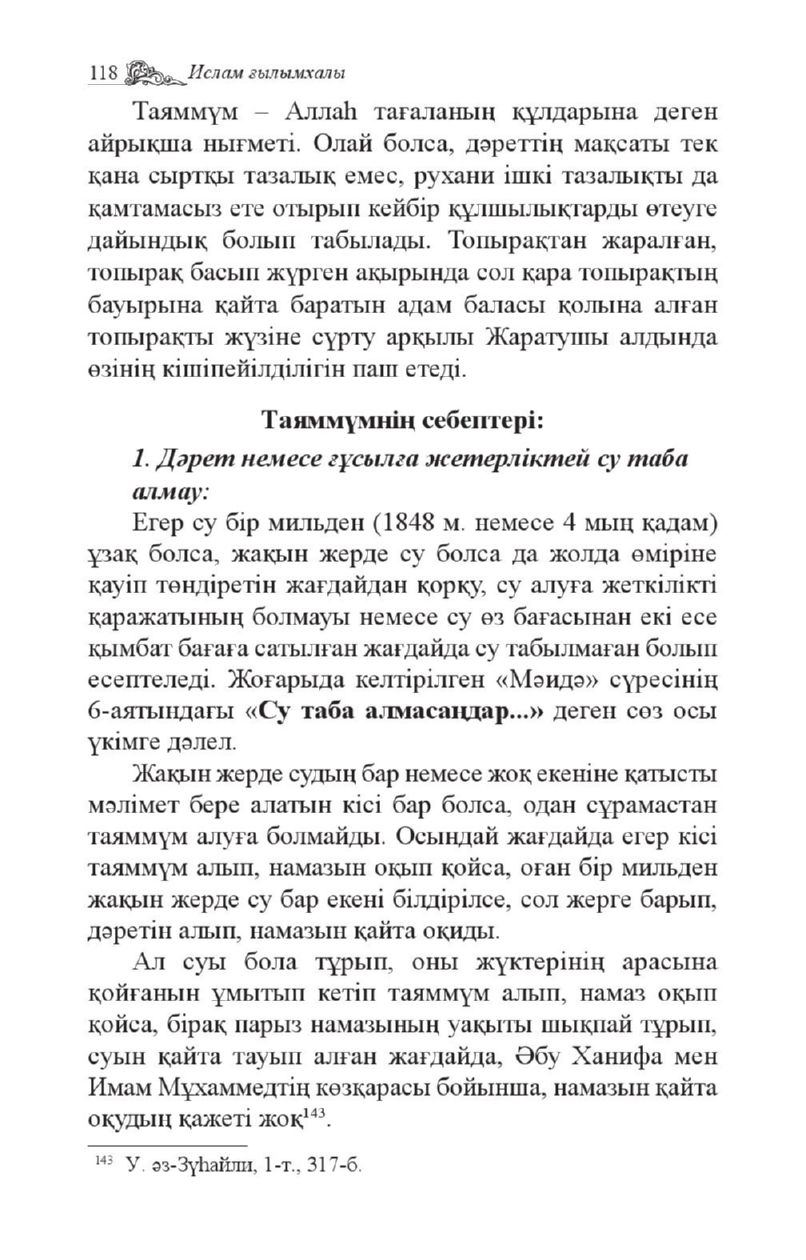 118 Ислам ғылымхалы
Таяммүм – Аллаһ тағаланың құлдарына деген
айрықша нығметі. Олай болса, дәреттің мақсаты тек
қана сыртқы тазалық емес, рухани ішкі тазалықты да
қамтамасыз ете отырып кейбір құлшылықтарды өтеуге
дайындық болып табылады. Топырақтан жаралған,
топырақ басып жүрген ақырында сол қара топырақтың
бауырына қайта баратын адам баласы қолына алған
топырақты жүзіне сүрту арқылы Жаратушы алдында
өзінің кішіпейілділігін паш етеді.
Таяммүмнің себептері:
1. Дәрет немесе ғұсылға жетерліктей су таба
алмау:
Егер су бір мильден (1848 м. немесе 4 мың қадам)
ұзақ болса, жақын жерде су болса да жолда өміріне
қауіп төндіретін жағдайдан қорқу, су алуға жеткілікті
қаражатының болмауы немесе су өз бағасынан екі есе
қымбат бағаға сатылған жағдайда су табылмаған болып
есептеледі. Жоғарыда келтірілген «Мәидә» сүресінің
6-аятындағы «Су таба алмасаңдар...» деген сөз осы
үкімге дәлел.
Жақын жерде судың бар немесе жоқ екеніне қатысты
мәлімет бере алатын кісі бар болса, одан сұрамастан
таяммүм алуға болмайды. Осындай жағдайда егер кісі
таяммүм алып, намазын оқып қойса, оған бір мильден
жақын жерде су бар екені білдірілсе, сол жерге барып,
дәретін алып, намазын қайта оқиды.
Ал суы бола тұрып, оны жүктерінің арасына
қойғанын ұмытып кетіп таяммүм алып, намаз оқып
қойса, бірақ парыз намазының уақыты шықпай тұрып,
суын қайта тауып алған жағдайда, Әбу Ханифа мен
Имам Мұхаммедтің көзқарасы бойынша, намазын қайта
оқудың қажеті жоқ¹⁴³.
¹⁴³ У. әз-Зүһайли, 1-т., 317-б.